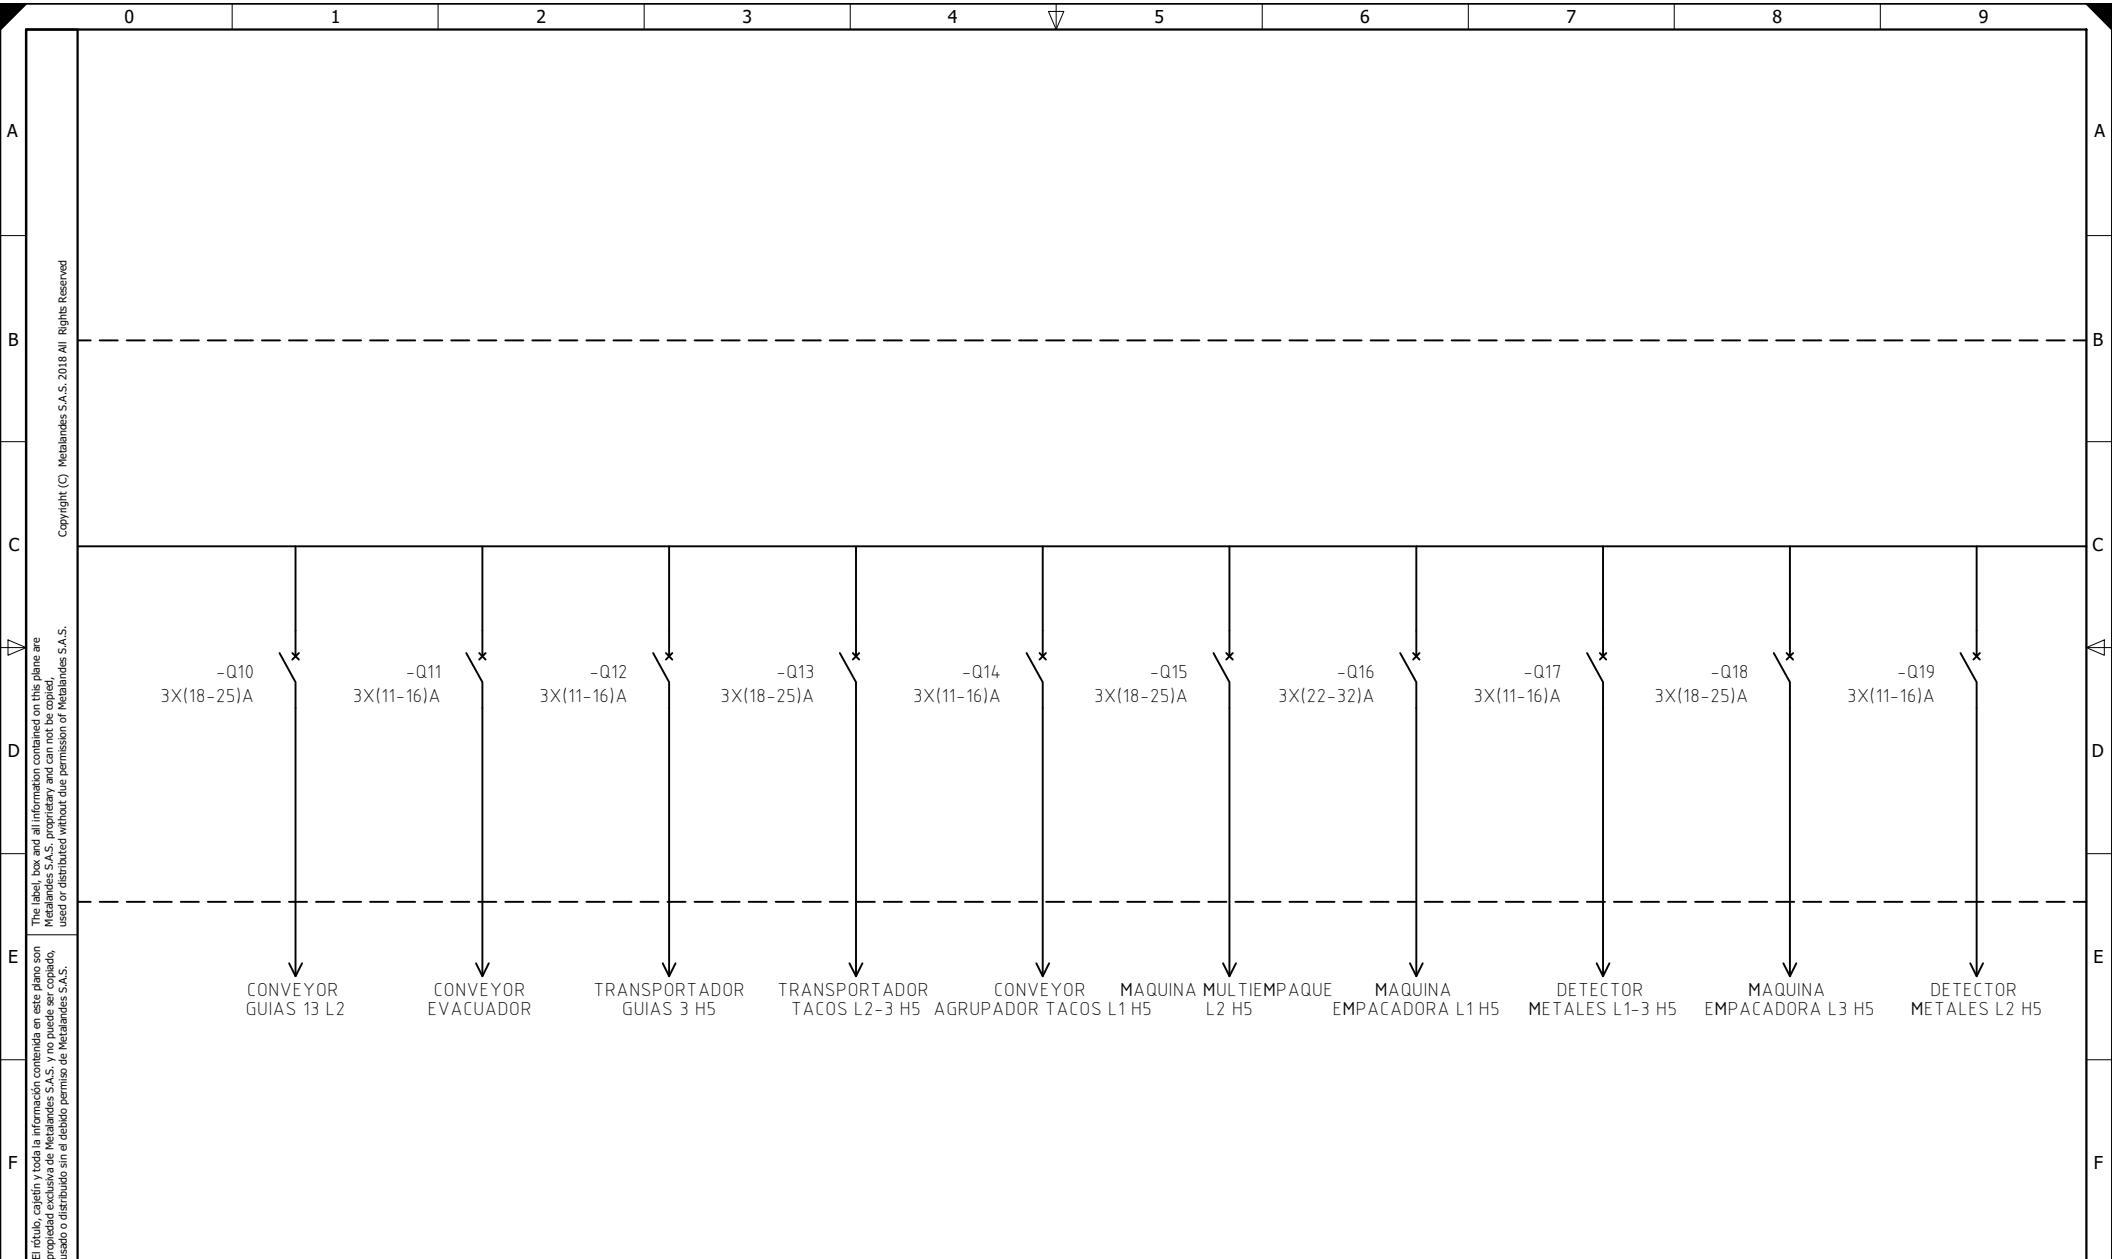 0 1 2 3 4 5 6 7 8 9
A A
B B
C C
D D
E E
F F
Copyright (C) Metalandes S.A.S. 2018 All Rights Reserved
The label, box and all information contained on this plane are
Metalandes S.A.S. proprietary and can not be copied,
used or distributed without due permission of Metalandes S.A.S.
El rótulo, cajetín y toda la información contenida en este plano son
propiedad exclusiva de Metalandes S.A.S. y no puede ser copiado,
usado o distribuido sin el debido permiso de Metalandes S.A.S.
-Q10
3X(18-25)A
-Q11
3X(11-16)A
-Q12
3X(11-16)A
-Q13
3X(18-25)A
-Q14
3X(11-16)A
-Q15
3X(18-25)A
-Q16
3X(22-32)A
-Q17
3X(11-16)A
-Q18
3X(18-25)A
-Q19
3X(11-16)A
CONVEYOR
GUIAS 13 L2
CONVEYOR
EVACUADOR
TRANSPORTADOR
GUIAS 3 H5
TRANSPORTADOR
TACOS L2-3 H5
CONVEYOR
AGRUPADOR TACOS L1 H5
MAQUINA MULTIEMPAQUE
L2 H5
MAQUINA
EMPACADORA L1 H5
DETECTOR
METALES L1-3 H5
MAQUINA
EMPACADORA L3 H5
DETECTOR
METALES L2 H5